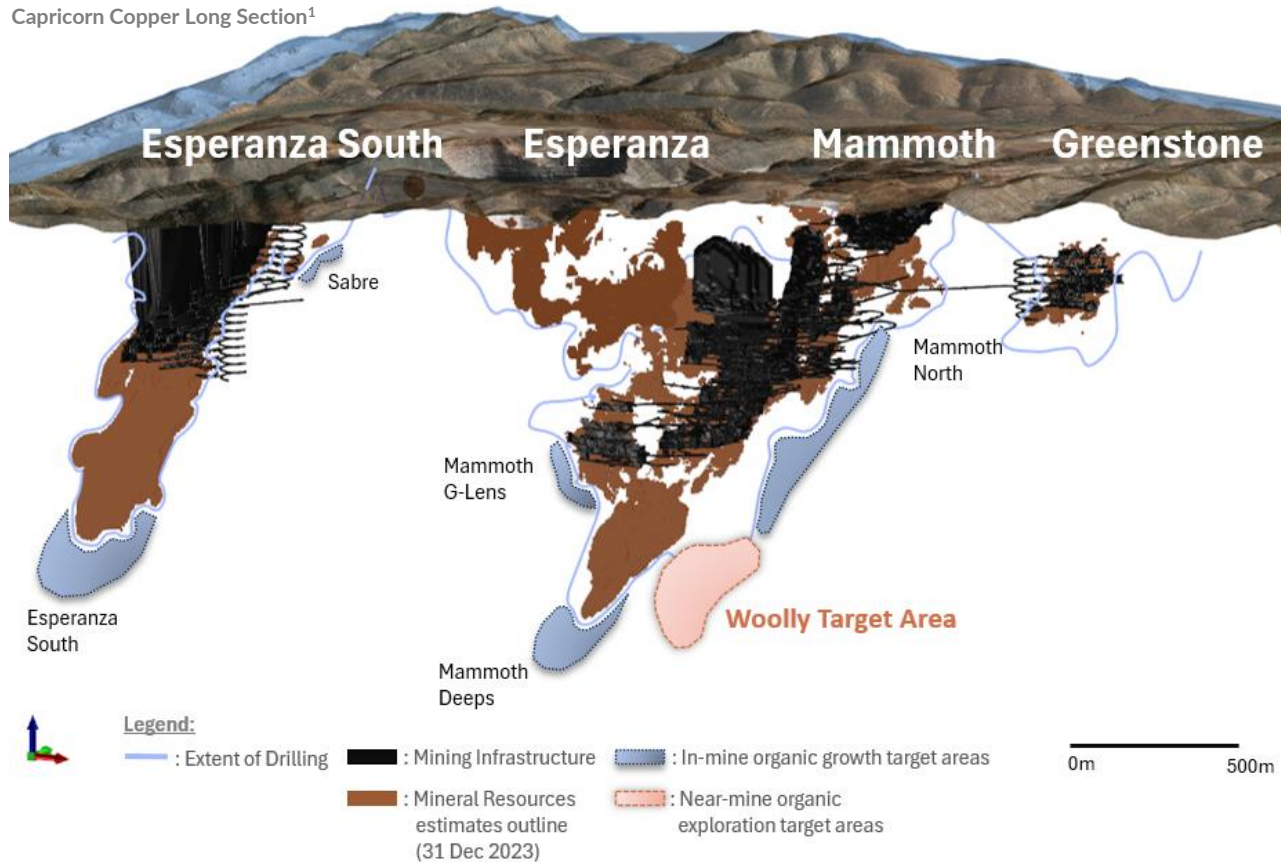 Capricorn Copper Long Section¹
Esperanza South
Esperanza
Mammoth
Greenstone
Sabre
Mammoth
North
Mammoth
G-Lens
Esperanza
South
Woolly Target Area
Mammoth
Deeps
Legend:
: Extent of Drilling
: Mining Infrastructure
: In-mine organic growth target areas
: Mineral Resources
estimates outline
(31 Dec 2023)
: Near-mine organic
exploration target areas
0m
500m